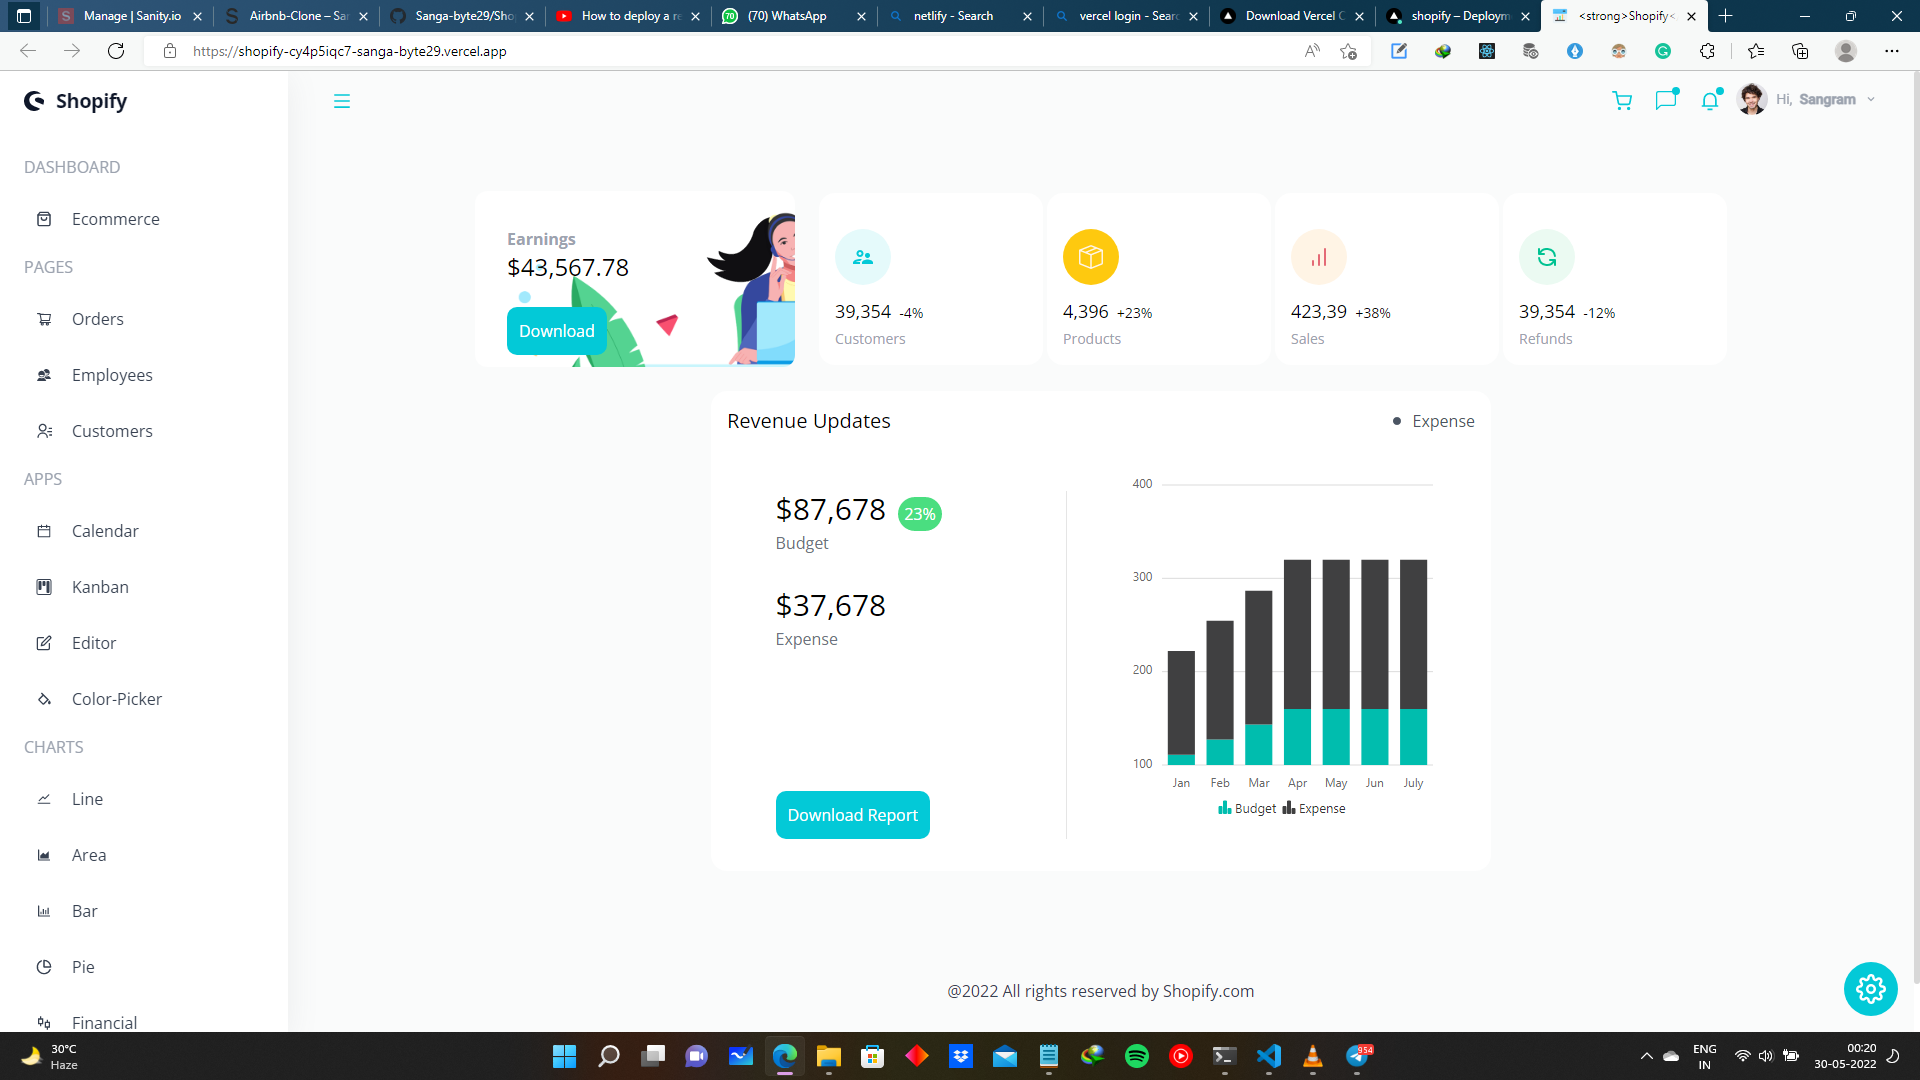 Manage | Sanity.io
Airbnb-Clone – Sa
Sanga-byte29/Sho
How to deploy a re
(70) WhatsApp
netlify - Search
vercel login - Searc
Download Vercel C
shopify – Deploym
<strong>Shopify<
https://shopify-cy4p5iqc7-sanga-byte29.vercel.app
Shopify
Hi, Sangram
DASHBOARD
Ecommerce
PAGES
Orders
Employees
Customers
APPS
Calendar
Kanban
Editor
Color-Picker
CHARTS
Line
Area
Bar
Pie
Financial
Earnings
$43,567.78
Download
39,354 -4%
Customers
4,396 +23%
Products
423,39 +38%
Sales
39,354 -12%
Refunds
Revenue Updates
Expense
$87,678 23%
Budget
$37,678
Expense
Download Report
400
300
200
100
Jan Feb Mar Apr May Jun July
Budget Expense
@2022 All rights reserved by Shopify.com
30°C
Haze
954
ENG
IN
00:20
30-05-2022